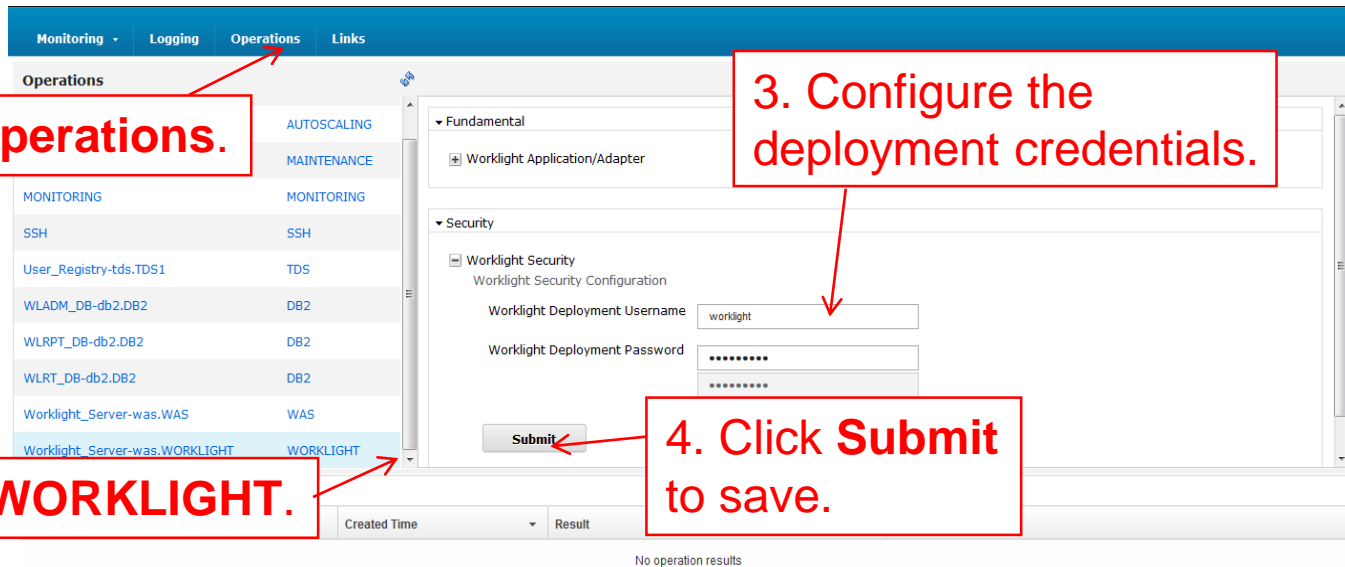 Monitoring Logging Operations Links
Operations
perations.
AUTOSCALING
MAINTENANCE
MONITORING MONITORING
SSH SSH
User_Registry-tds.TDS1 TDS
WLADM_DB-db2.DB2 DB2
WLRPT_DB-db2.DB2 DB2
WLRT_DB-db2.DB2 DB2
Worklight_Server-was.WAS WAS
Worklight_Server-was.WORKLIGHT WORKLIGHT
WORKLIGHT.
Fundamental
Worklight Application/Adapter
3. Configure the
deployment credentials.
Security
Worklight Security
Worklight Security Configuration
Worklight Deployment Username worklight
Worklight Deployment Password •••••••••
•••••••••
Submit
4. Click Submit
to save.
Created Time Result
No operation results